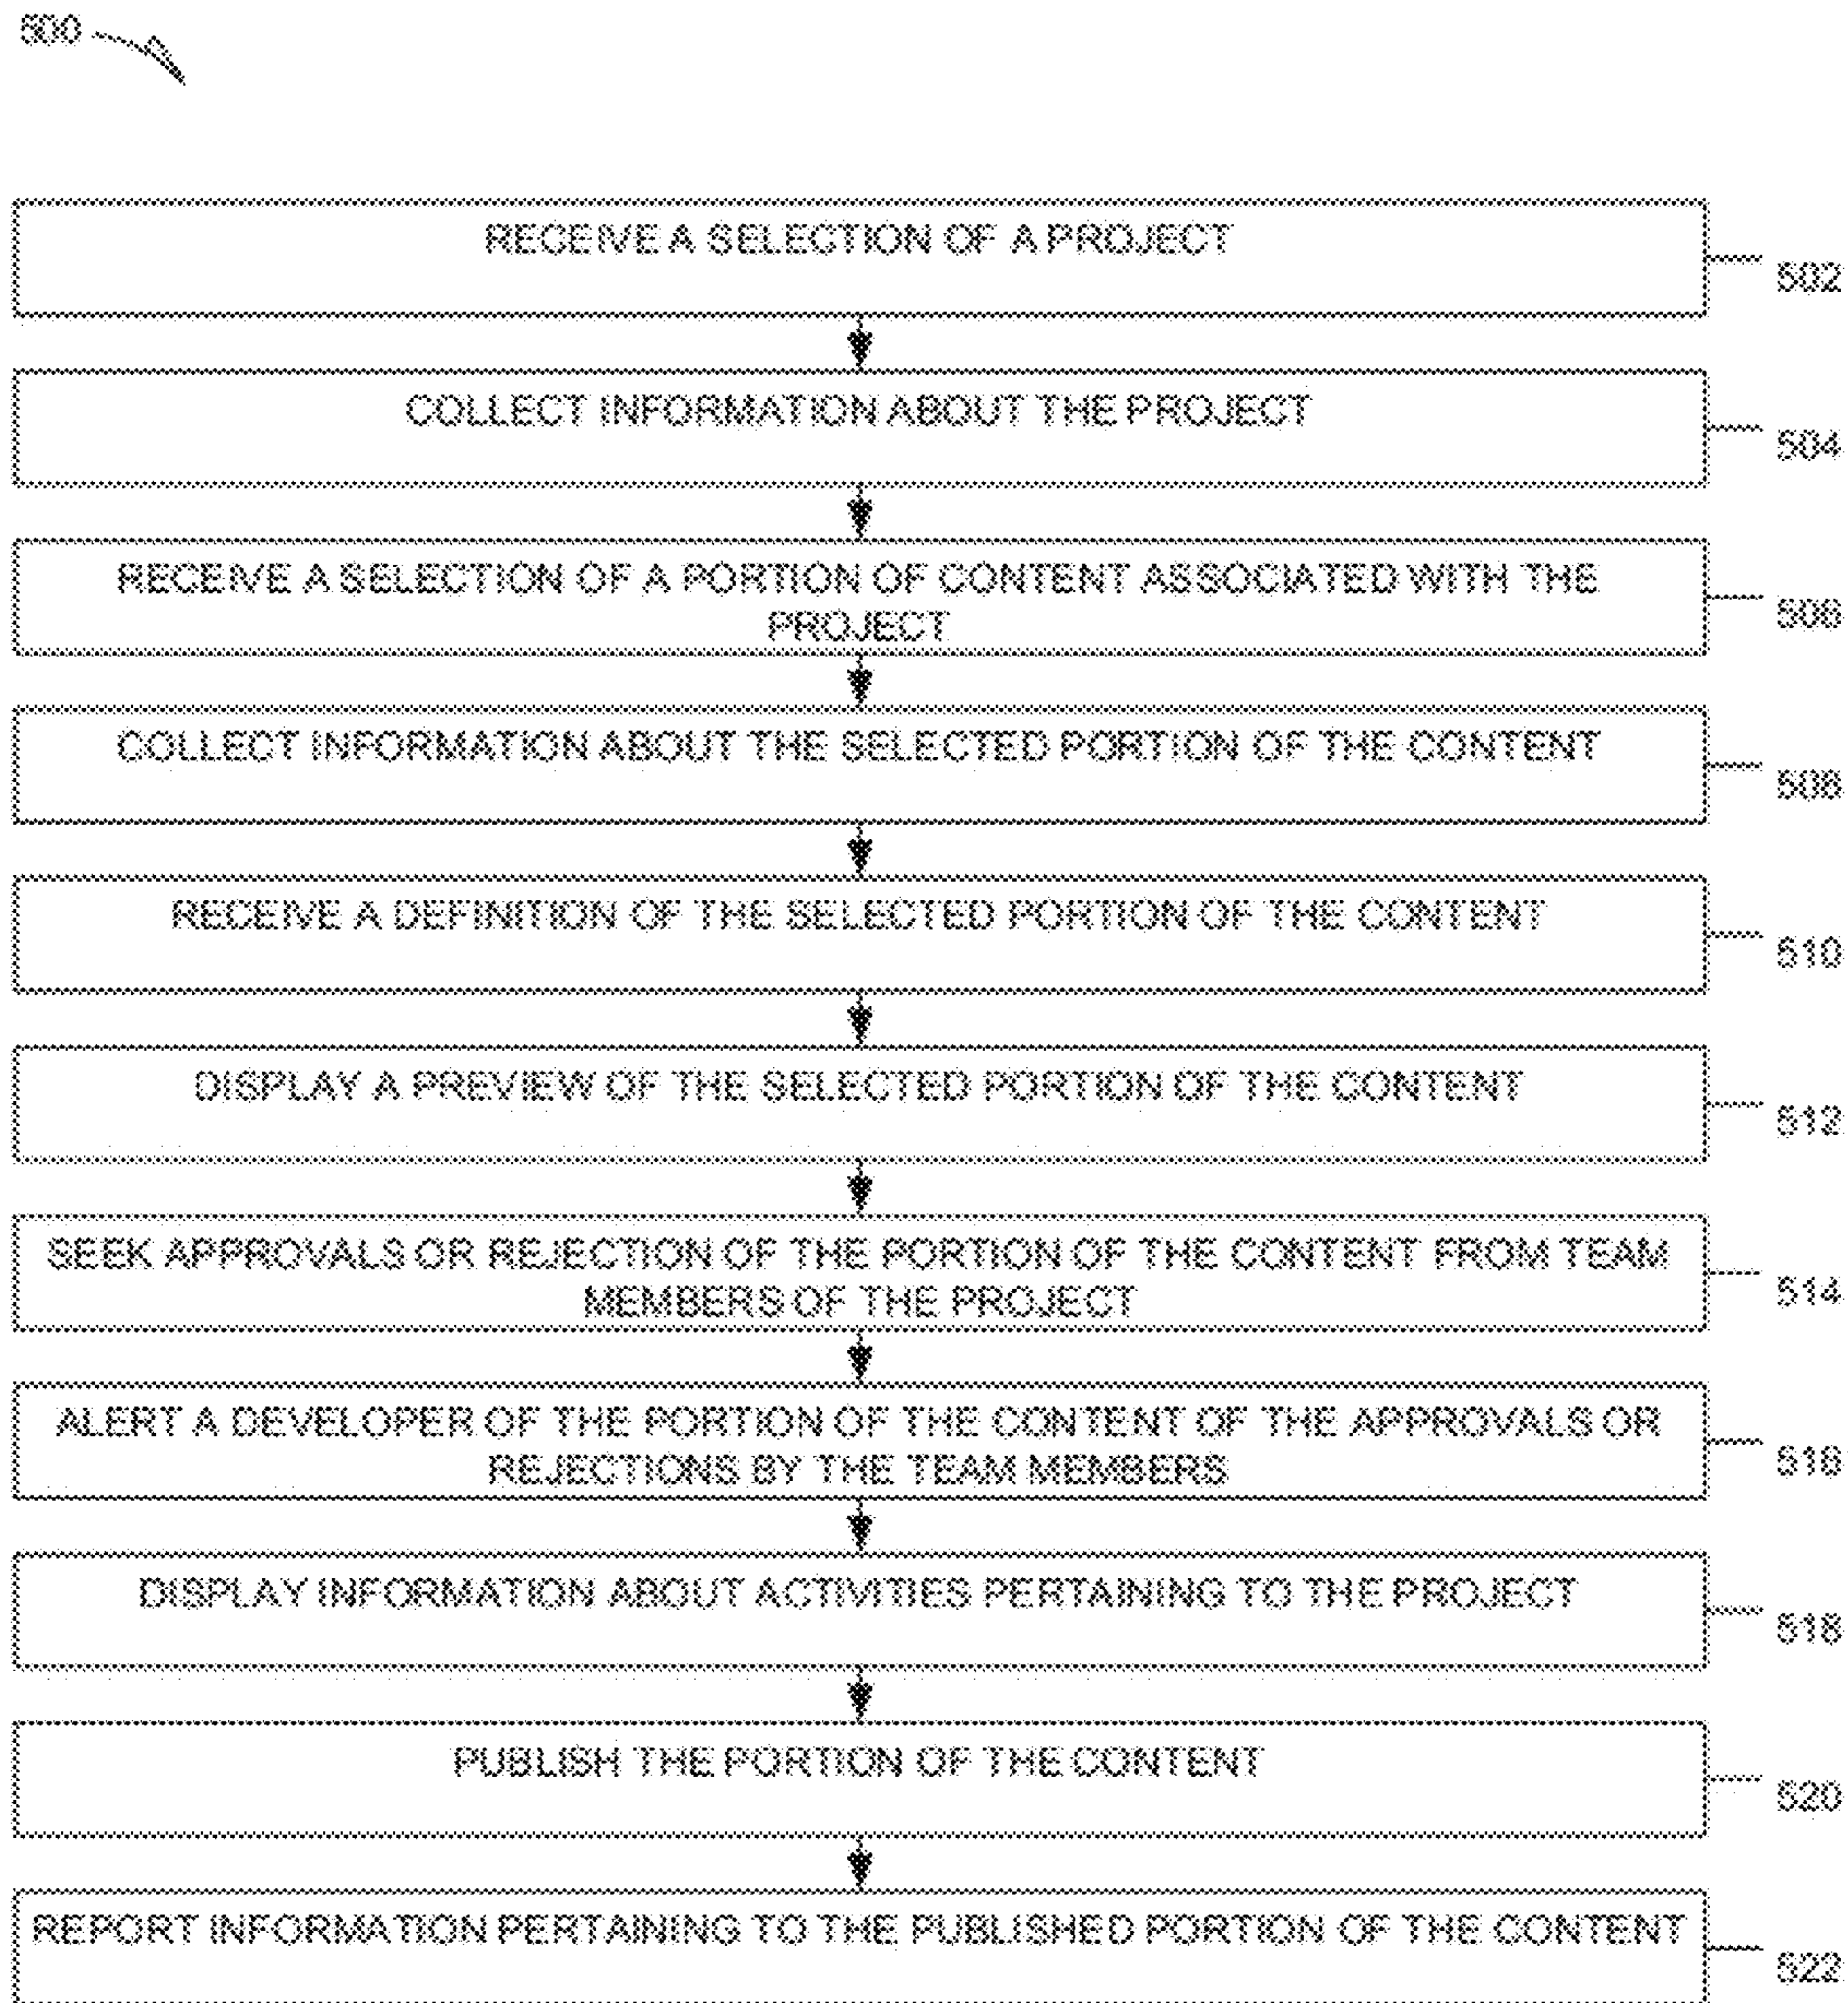 500
RECEIVE A SELECTION OF A PROJECT
502
COLLECT INFORMATION ABOUT THE PROJECT
504
RECEIVE A SELECTION OF A PORTION OF CONTENT ASSOCIATED WITH THE
PROJECT
506
COLLECT INFORMATION ABOUT THE SELECTED PORTION OF THE CONTENT
508
RECEIVE A DEFINITION OF THE SELECTED PORTION OF THE CONTENT
510
DISPLAY A PREVIEW OF THE SELECTED PORTION OF THE CONTENT
512
SEEK APPROVALS OR REJECTION OF THE PORTION OF THE CONTENT FROM TEAM
MEMBERS OF THE PROJECT
514
ALERT A DEVELOPER OF THE PORTION OF THE CONTENT OF THE APPROVALS OR
REJECTIONS BY THE TEAM MEMBERS
516
DISPLAY INFORMATION ABOUT ACTIVITIES PERTAINING TO THE PROJECT
518
PUBLISH THE PORTION OF THE CONTENT
520
REPORT INFORMATION PERTAINING TO THE PUBLISHED PORTION OF THE CONTENT
522